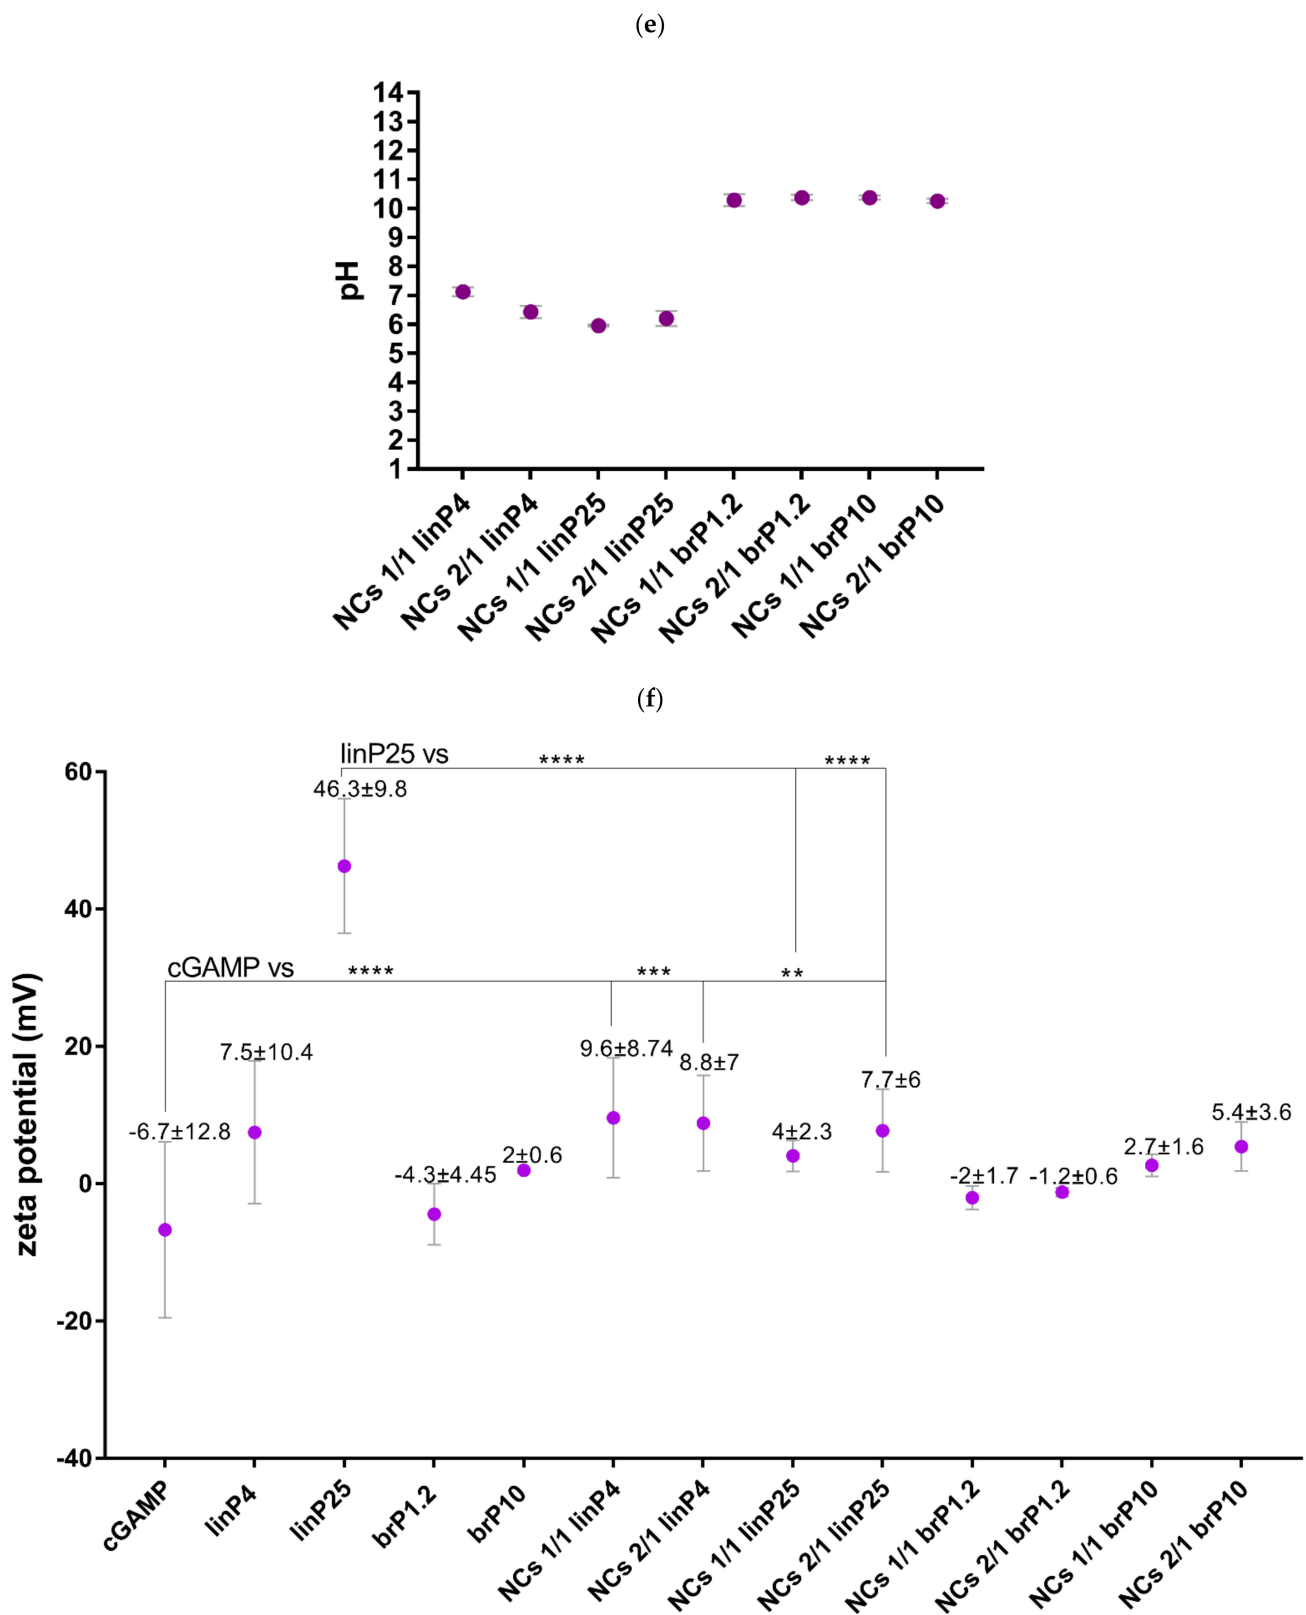 (e)
14
13
12
11
10
9
8
7
6
5
4
3
2
1
pH
NCs 1/1 linP4
NCs 2/1 linP4
NCs 1/1 linP25
NCs 2/1 linP25
NCs 1/1 brP1.2
NCs 2/1 brP1.2
NCs 1/1 brP10
NCs 2/1 brP10
(f)
linP25 vs
****
****
60
46.3±9.8
40
cGAMP vs
****
***
**
20
7.5±10.4
9.6±8.74
8.8±7
7.7±6
-6.7±12.8
5.4±3.6
4±2.3
2±0.6
2.7±1.6
-4.3±4.45
-2±1.7
-1.2±0.6
0
-20
-40
zeta potential (mV)
cGAMP
linP4
linP25
brP1.2
brP10
NCs 1/1 linP4
NCs 2/1 linP4
NCs 1/1 linP25
NCs 2/1 linP25
NCs 1/1 brP1.2
NCs 2/1 brP1.2
NCs 1/1 brP10
NCs 2/1 brP10